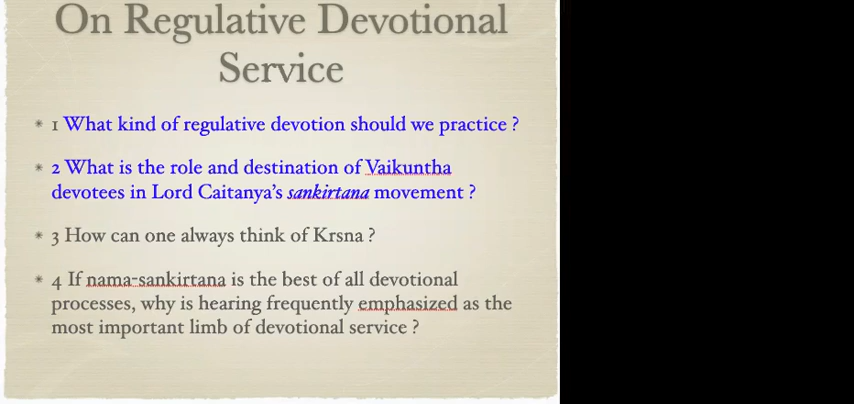 On Regulative Devotional
Service
* 1 What kind of regulative devotion should we practice ?
* 2 What is the role and destination of Vaikuntha
devotees in Lord Caitanya’s sankirtana movement ?
* 3 How can one always think of Krsna ?
* 4 If nama-sankirtana is the best of all devotional
processes, why is hearing frequently emphasized as the
most important limb of devotional service ?